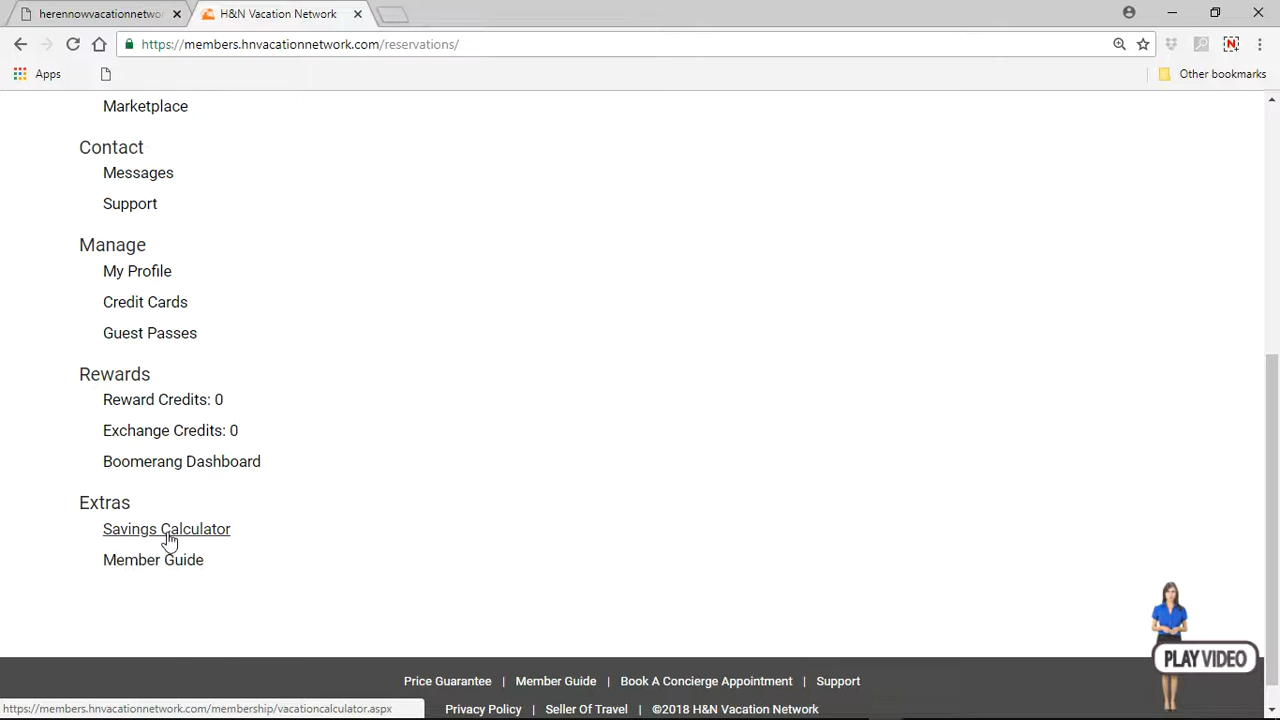 herennowvacationnetwor
H&N Vacation Network
https://members.hnvacationnetwork.com/reservations/
Apps
Other bookmarks
Marketplace
Contact
Messages
Support
Manage
My Profile
Credit Cards
Guest Passes
Rewards
Reward Credits: 0
Exchange Credits: 0
Boomerang Dashboard
Extras
Savings Calculator
Member Guide
PLAY VIDEO
Price Guarantee | Member Guide | Book A Concierge Appointment | Support
https://members.hnvacationnetwork.com/membership/vacationcalculator.aspx
Privacy Policy | Seller Of Travel | ©2018 H&N Vacation Network